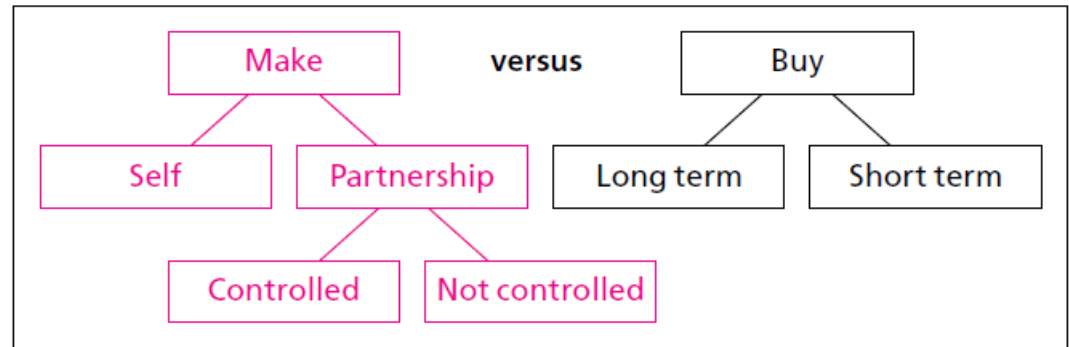 Make versus Buy
Self Partnership Long term Short term
Controlled Not controlled